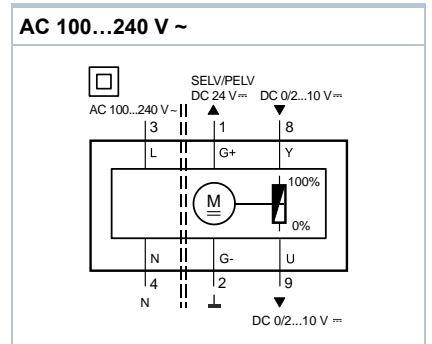 AC 100…240 V ~
SELV/PELV
AC 100...240 V~ DC 24 V⎓ DC 0/2...10 V⎓
3 1 8
L G+ Y
100%
M
0%
N G- U
4 2 9
N
DC 0/2...10 V ⎓